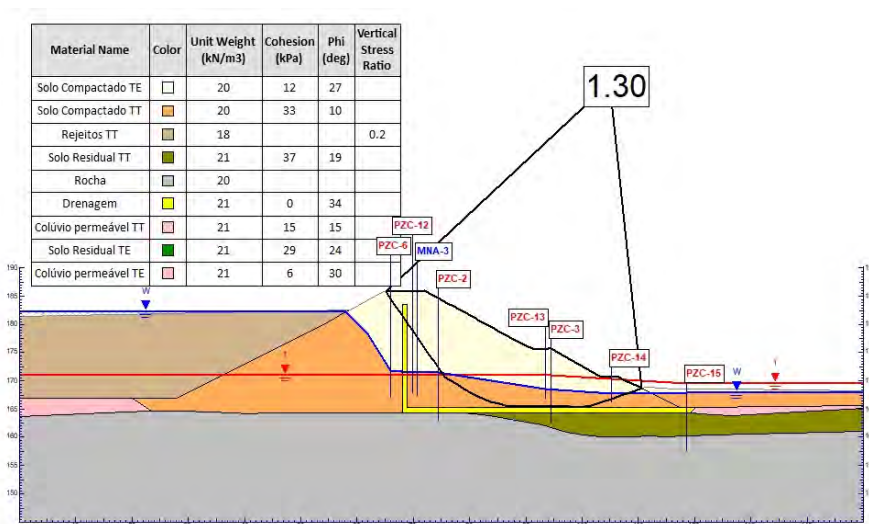 Material Name Color Unit Weight (kN/m3) Cohesion (kPa) Phi (deg) Vertical Stress Ratio
Solo Compactado TE 20 12 27
Solo Compactado TT 20 33 10
Rejeitos TT 18 0.2
Solo Residual TT 21 37 19
Rocha 20
Drenagem 21 0 34
Colúvio permeável TT 21 15 15
Solo Residual TE 21 29 24
Colúvio permeável TE 21 6 30
1.30
PZC-12
PZC-6
MNA-3
PZC-2
PZC-13
PZC-3
PZC-14
PZC-15
W
W
190
185
180
175
170
165
160
155
150